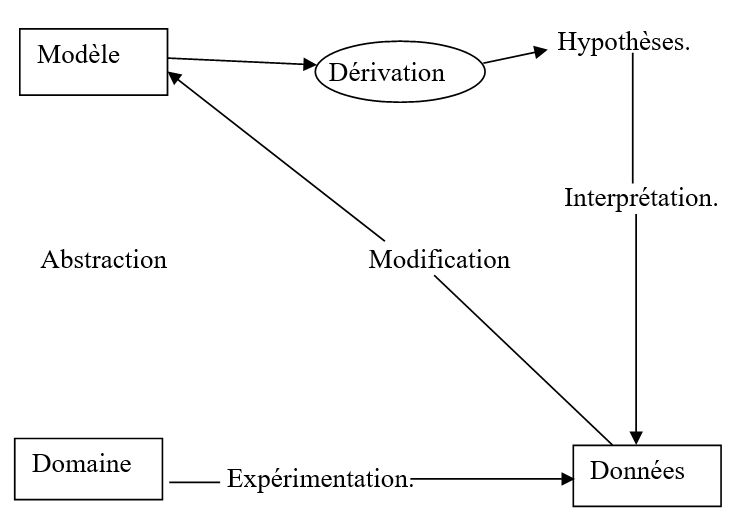 Modèle
Dérivation
Hypothèses.
Interprétation.
Abstraction
Modification
Domaine
Expérimentation.
Données